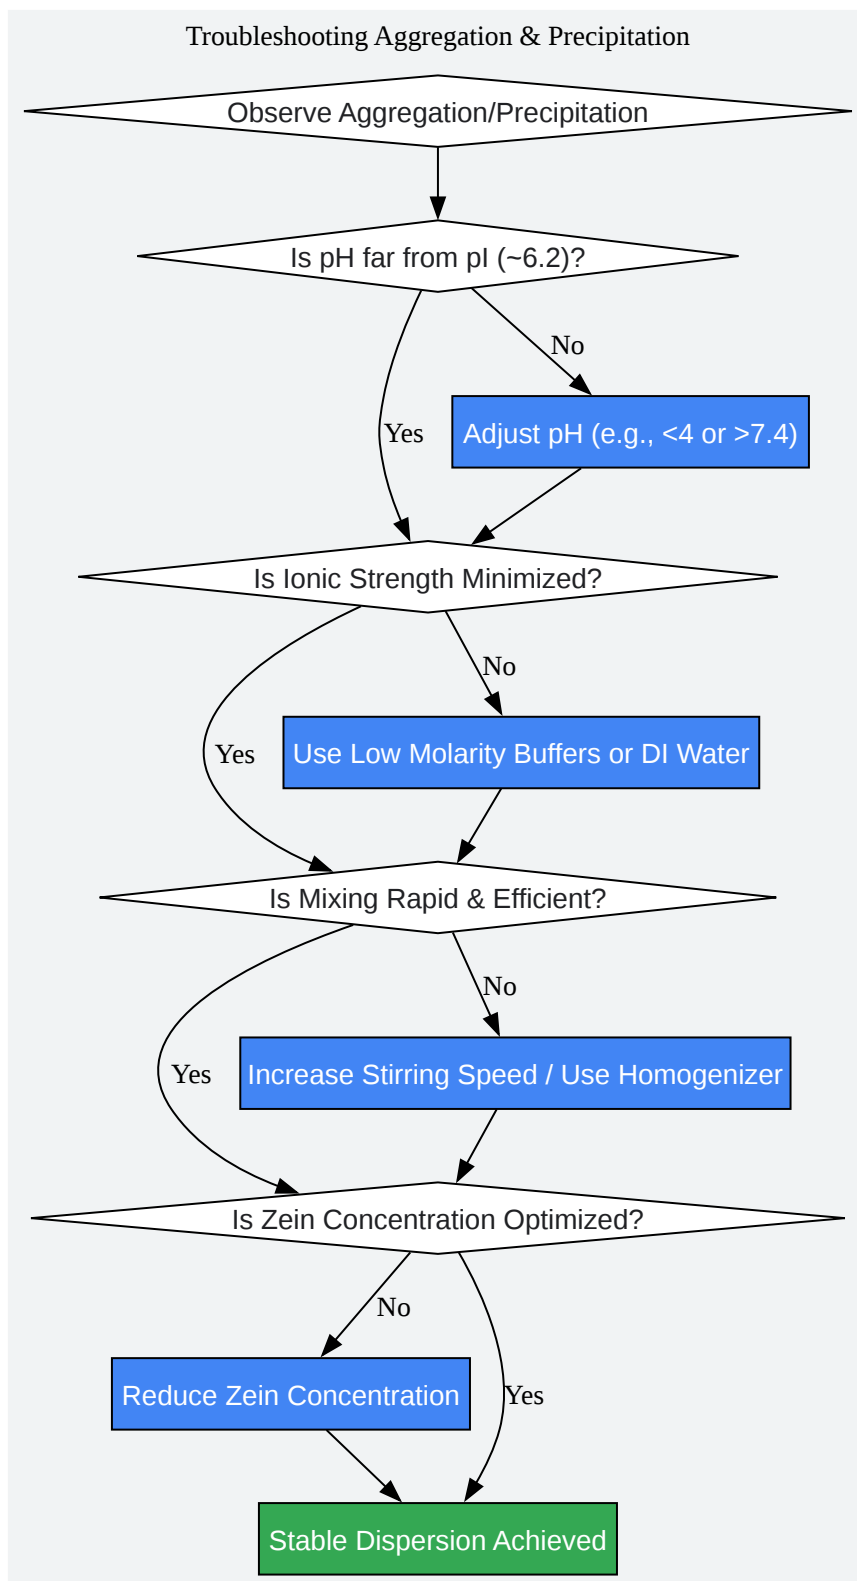 Troubleshooting Aggregation & Precipitation
Observe Aggregation/Precipitation
Is pH far from pI (~6.2)?
No
Yes
Adjust pH (e.g., <4 or >7.4)
Is Ionic Strength Minimized?
No
Yes
Use Low Molarity Buffers or DI Water
Is Mixing Rapid & Efficient?
No
Yes
Increase Stirring Speed / Use Homogenizer
Is Zein Concentration Optimized?
No
Reduce Zein Concentration
Yes
Stable Dispersion Achieved